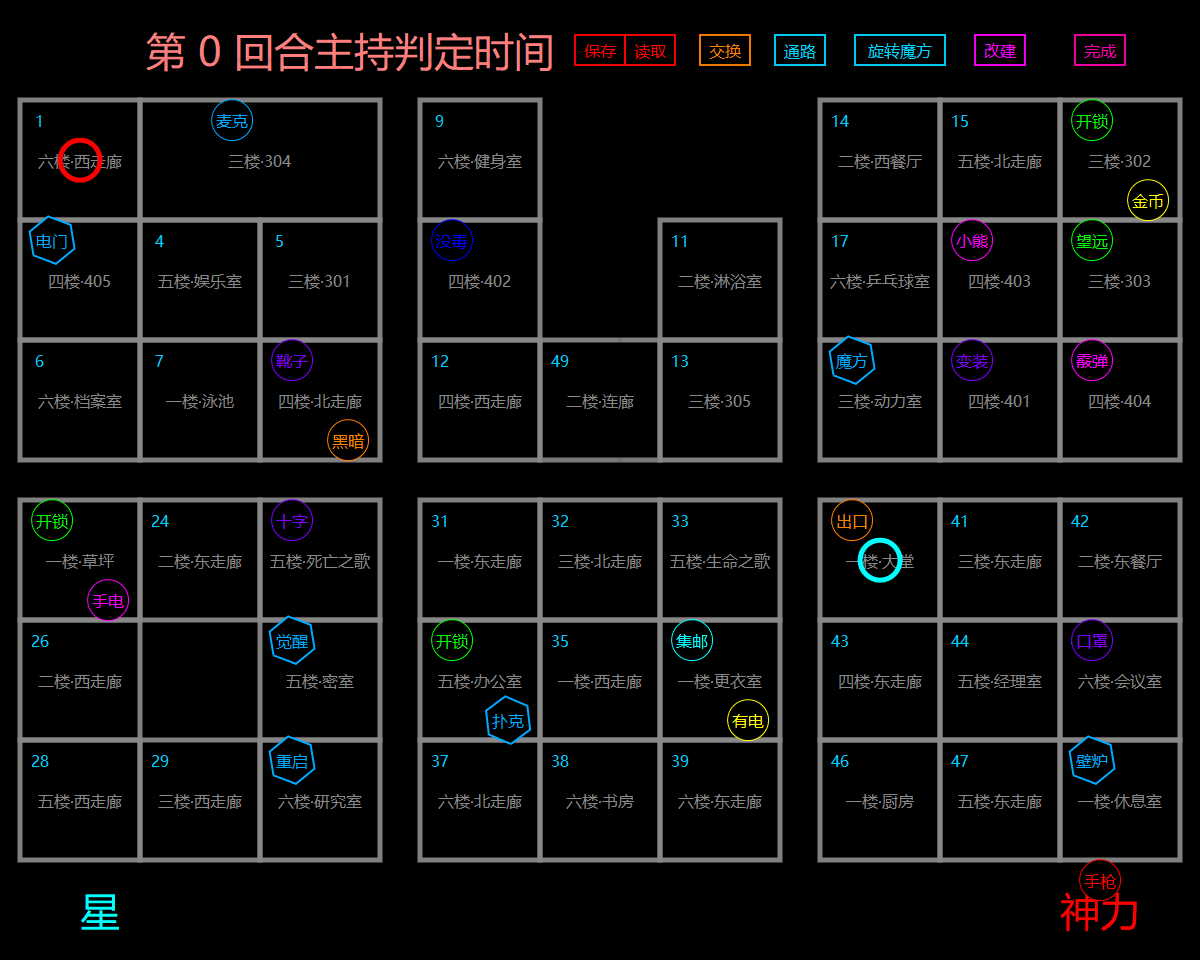 第 0 回合主持判定时间 保存 读取 交换 通路 旋转魔方 改建 完成
1 麦克 9 14 15 开锁
六楼·西走廊 三楼·304 六楼·健身室 二楼·西餐厅 五楼·北走廊 三楼·302
金币
电门 4 5 没毒 11 17 小熊 望远
四楼·405 五楼·娱乐室 三楼·301 四楼·402 二楼·淋浴室 六楼·乒乓球室 四楼·403 三楼·303
6 7 靴子 12 49 13 魔方 变装 霰弹
六楼·档案室 一楼·泳池 四楼·北走廊 四楼·西走廊 二楼·连廊 三楼·305 三楼·动力室 四楼·401 四楼·404
黑暗
开锁 24 十字 31 32 33 出口 41 42
一楼·草坪 二楼·东走廊 五楼·死亡之歌 一楼·东走廊 三楼·北走廊 五楼·生命之歌 一楼·大堂 三楼·东走廊 二楼·东餐厅
手电
26 觉醒 开锁 35 集邮 43 44 口罩
二楼·西走廊 五楼·密室 五楼·办公室 一楼·西走廊 一楼·更衣室 四楼·东走廊 五楼·经理室 六楼·会议室
扑克 有电
28 29 重启 37 38 39 46 47 壁炉
五楼·西走廊 三楼·西走廊 六楼·研究室 六楼·北走廊 六楼·书房 六楼·东走廊 一楼·厨房 五楼·东走廊 一楼·休息室
手枪
星 神力